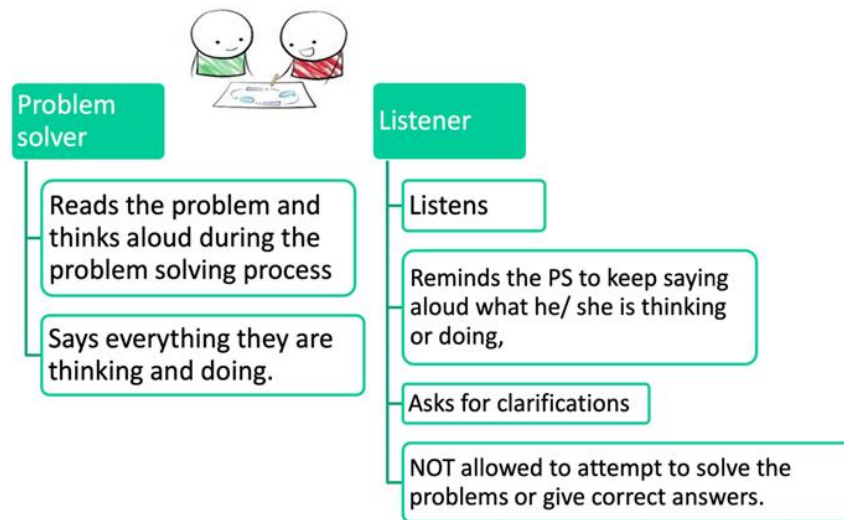 Problem
solver
Reads the problem and
thinks aloud during the
problem solving process
Says everything they are
thinking and doing.
Listener
Listens
Reminds the PS to keep saying
aloud what he/ she is thinking
or doing,
Asks for clarifications
NOT allowed to attempt to solve the
problems or give correct answers.